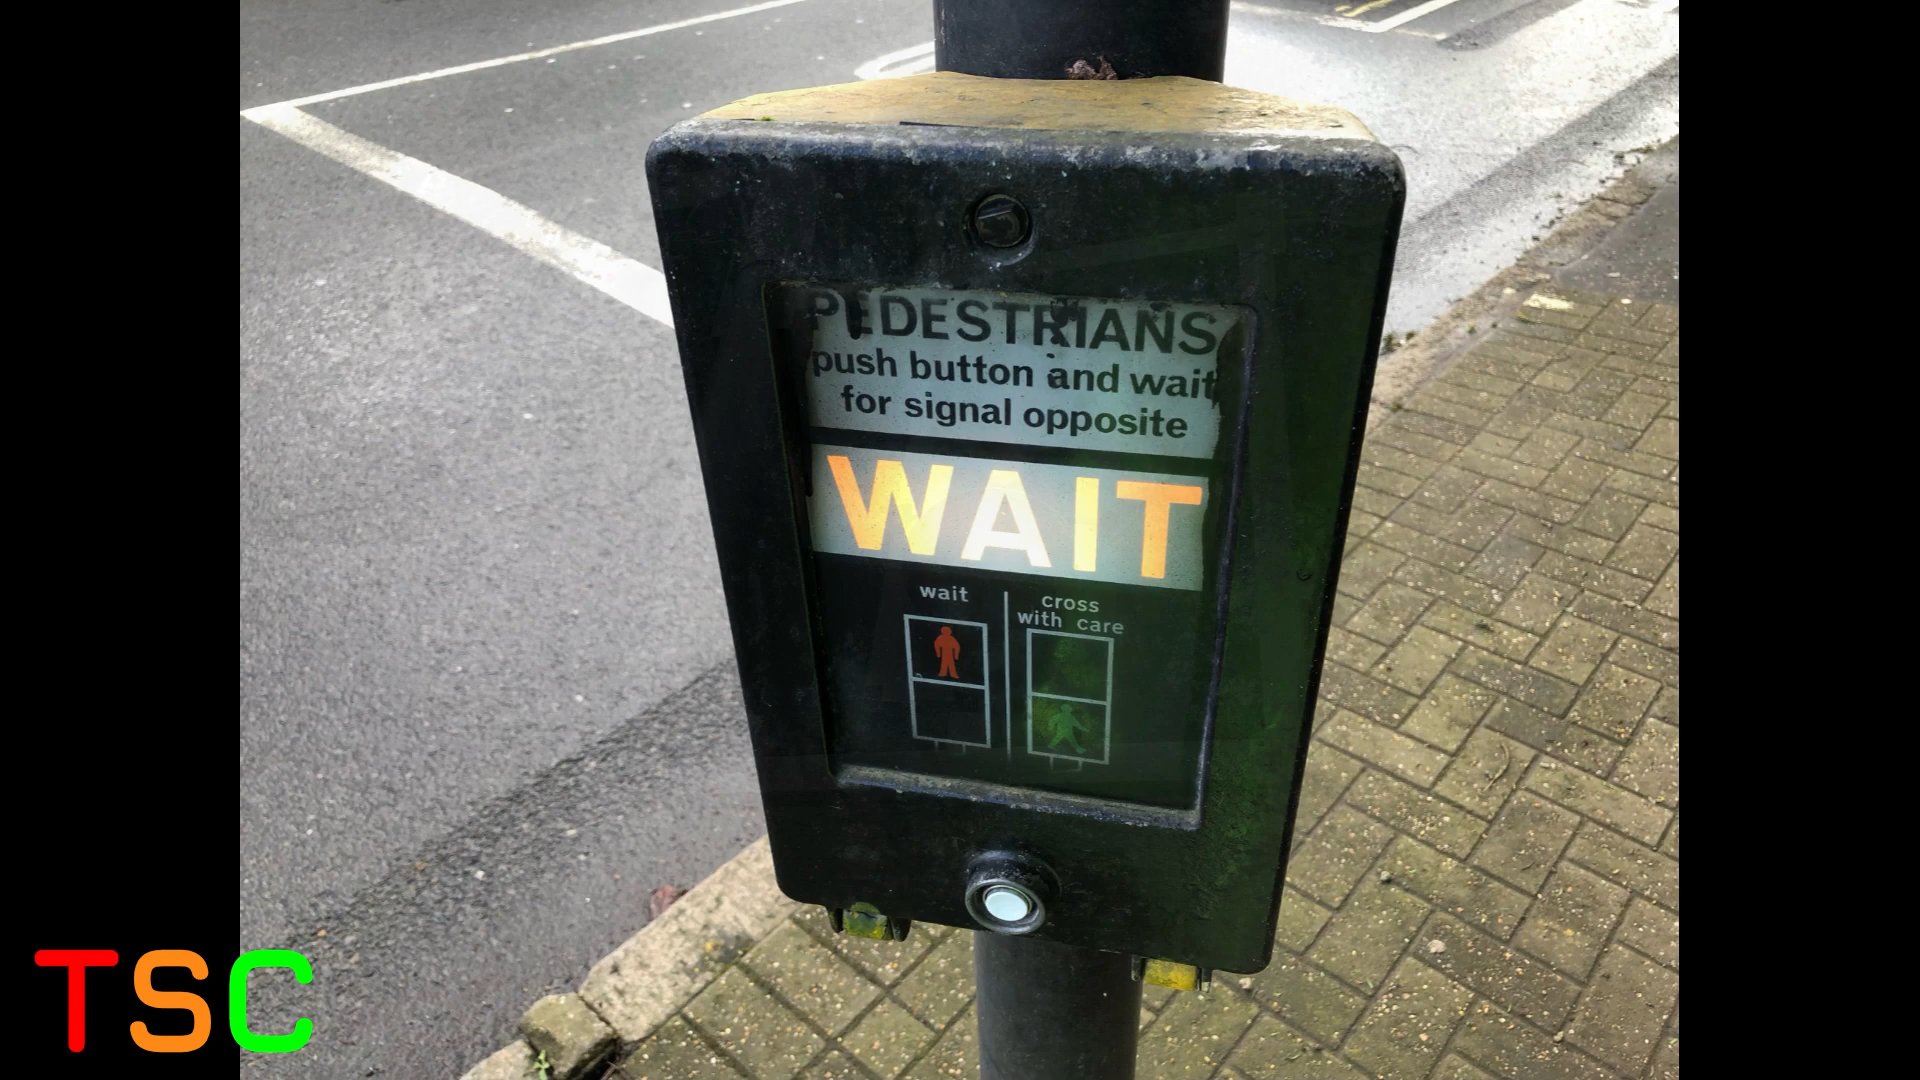 PEDESTRIANS
push button and wait
for signal opposite
WAIT
wait
cross
with care
TSC